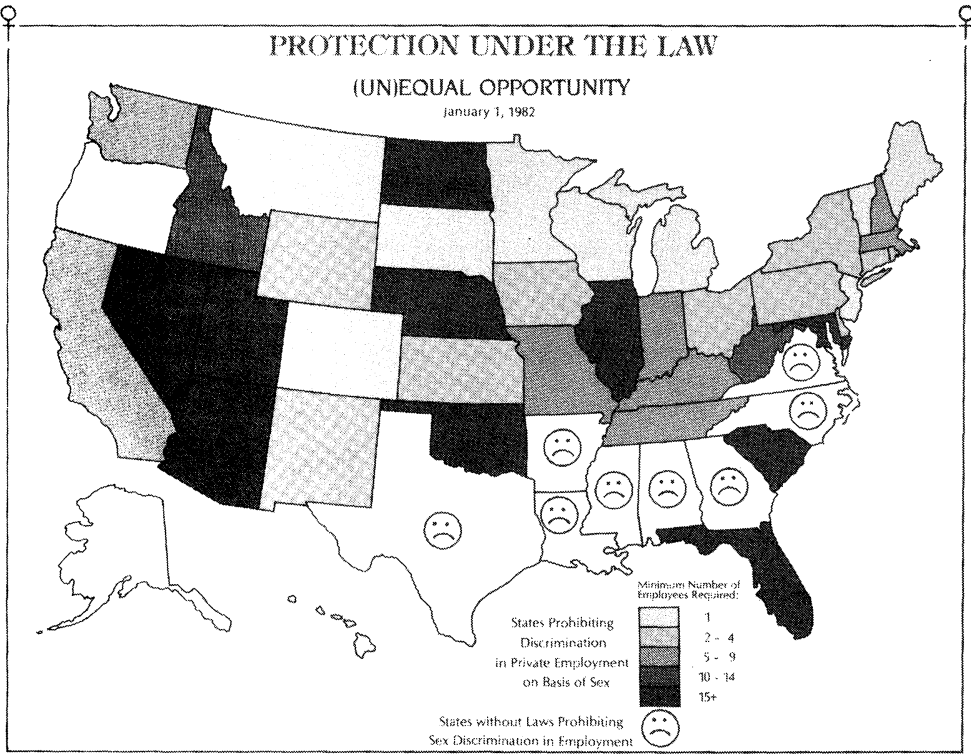 PROTECTION UNDER THE LAW
(UN)EQUAL OPPORTUNITY
January 1, 1982
Minimum Number of
Employees Required:
States Prohibiting
Discrimination
in Private Employment
on Basis of Sex
1
2 - 4
5 - 9
10 - 14
15+
States without Laws Prohibiting
Sex Discrimination in Employment